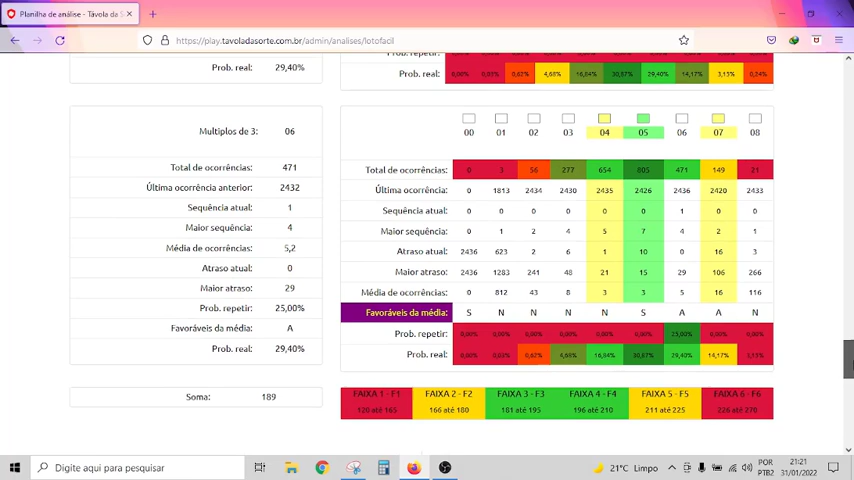 Planilha de análise - Távola da S
https://play.tavoladasorte.com.br/admin/analises/lotofacil
Prob. real: 29,40%
Prob. repetir:
Prob. real: 0,00% 0,03% 0,62% 4,68% 16,84% 30,87% 29,40% 14,17% 3,15% 0,24%
Multiplos de 3: 06
00 01 02 03 04 05 06 07 08
Total de ocorrências: 471
Última ocorrência anterior: 2432
Sequência atual: 1
Maior sequência: 4
Média de ocorrências: 5,2
Atraso atual: 0
Maior atraso: 29
Prob. repetir: 25,00%
Favoráveis da média: A
Prob. real: 29,40%
Total de ocorrências: 0 3 56 277 654 805 471 149 21
Última ocorrência: 0 1813 2434 2430 2435 2426 2436 2420 2433
Sequência atual: 0 0 0 0 0 0 1 0 0
Maior sequência: 0 1 2 4 5 7 4 2 1
Atraso atual: 2436 623 2 6 1 10 0 16 3
Maior atraso: 2436 1283 241 48 21 15 29 106 266
Média de ocorrências: 0 812 43 8 3 3 5 16 116
Favoráveis da média: S N N N N S A A N
Prob. repetir: 0,00% 0,00% 0,00% 0,00% 0,00% 0,00% 25,00% 0,00% 0,00%
Prob. real: 0,00% 0,03% 0,62% 4,68% 16,84% 30,87% 29,40% 14,17% 3,15%
Soma: 189
FAIXA 1 - F1 FAIXA 2 - F2 FAIXA 3 - F3 FAIXA 4 - F4 FAIXA 5 - F5 FAIXA 6 - F6
120 até 165 166 até 180 181 até 195 196 até 210 211 até 225 226 até 270
Digite aqui para pesquisar
21°C Limpo
POR
PTB2
21:21
31/01/2022